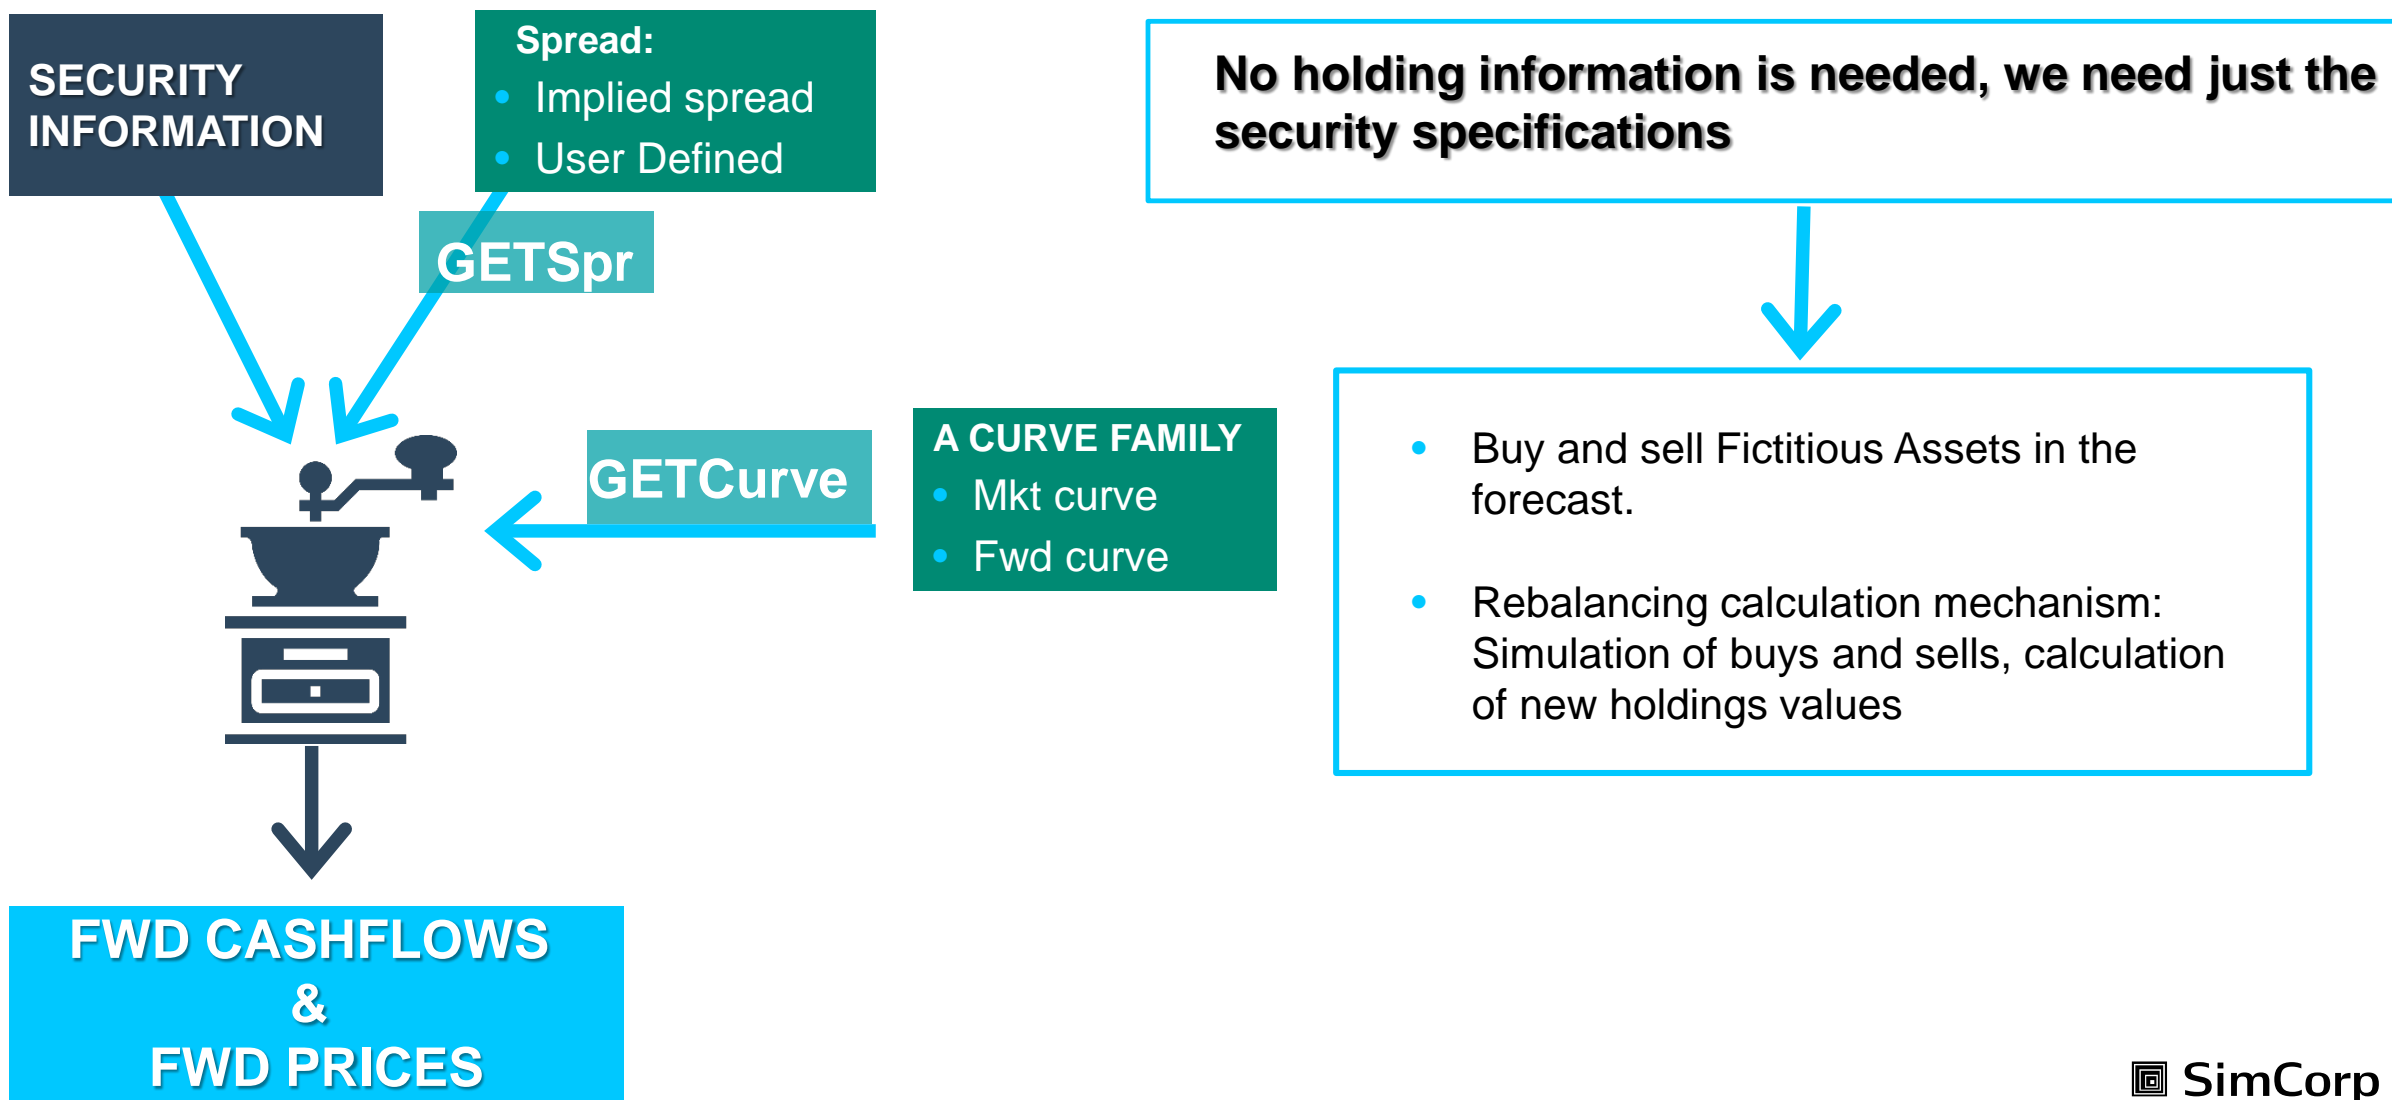 SECURITY
INFORMATION
Spread:
• Implied spread
• User Defined
GETSpr
GETCurve
A CURVE FAMILY
• Mkt curve
• Fwd curve
FWD CASHFLOWS
&
FWD PRICES
No holding information is needed, we need just the
security specifications
• Buy and sell Fictitious Assets in the
forecast.
• Rebalancing calculation mechanism:
Simulation of buys and sells, calculation
of new holdings values
SimCorp